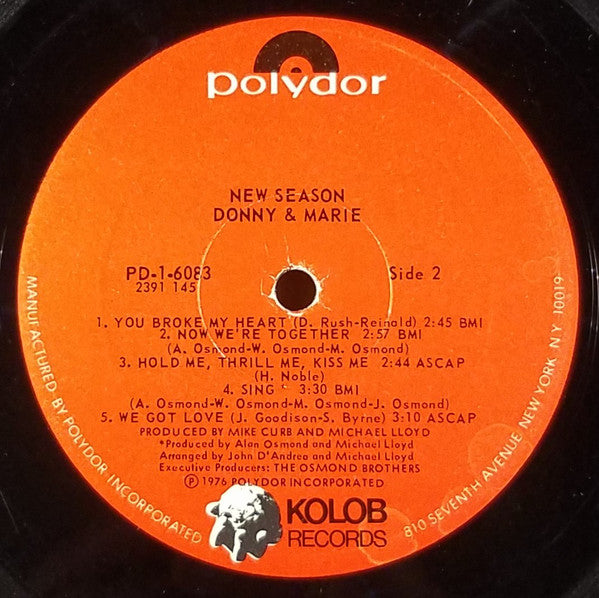 polydor
NEW SEASON
DONNY & MARIE
PD-1-6083
Side 2
2391 145
1. YOU BROKE MY HEART (D. Rush-Reinald) 2:45 BMI
2. NOW WE'RE TOGETHER 2:57 BMI
(A. Osmond-W. Osmond-M. Osmond)
3. HOLD ME, THRILL ME, KISS ME 2:44 ASCAP
(H. Noble)
4. SING* 3:30 BMI
(A. Osmond-W. Osmond-M. Osmond-J. Osmond)
5. WE GOT LOVE (J. Goodison-S. Byrne) 3:10 ASCAP
PRODUCED BY MIKE CURB AND MICHAEL LLOYD
*Produced by Alan Osmond and Michael Lloyd
Arranged by John D'Andrea and Michael Lloyd
Executive Producers: THE OSMOND BROTHERS
Ⓟ 1976 POLYDOR INCORPORATED
KOLOB
RECORDS
MANUFACTURED BY POLYDOR INCORPORATED
810 SEVENTH AVENUE NEW YORK N.Y. 10019